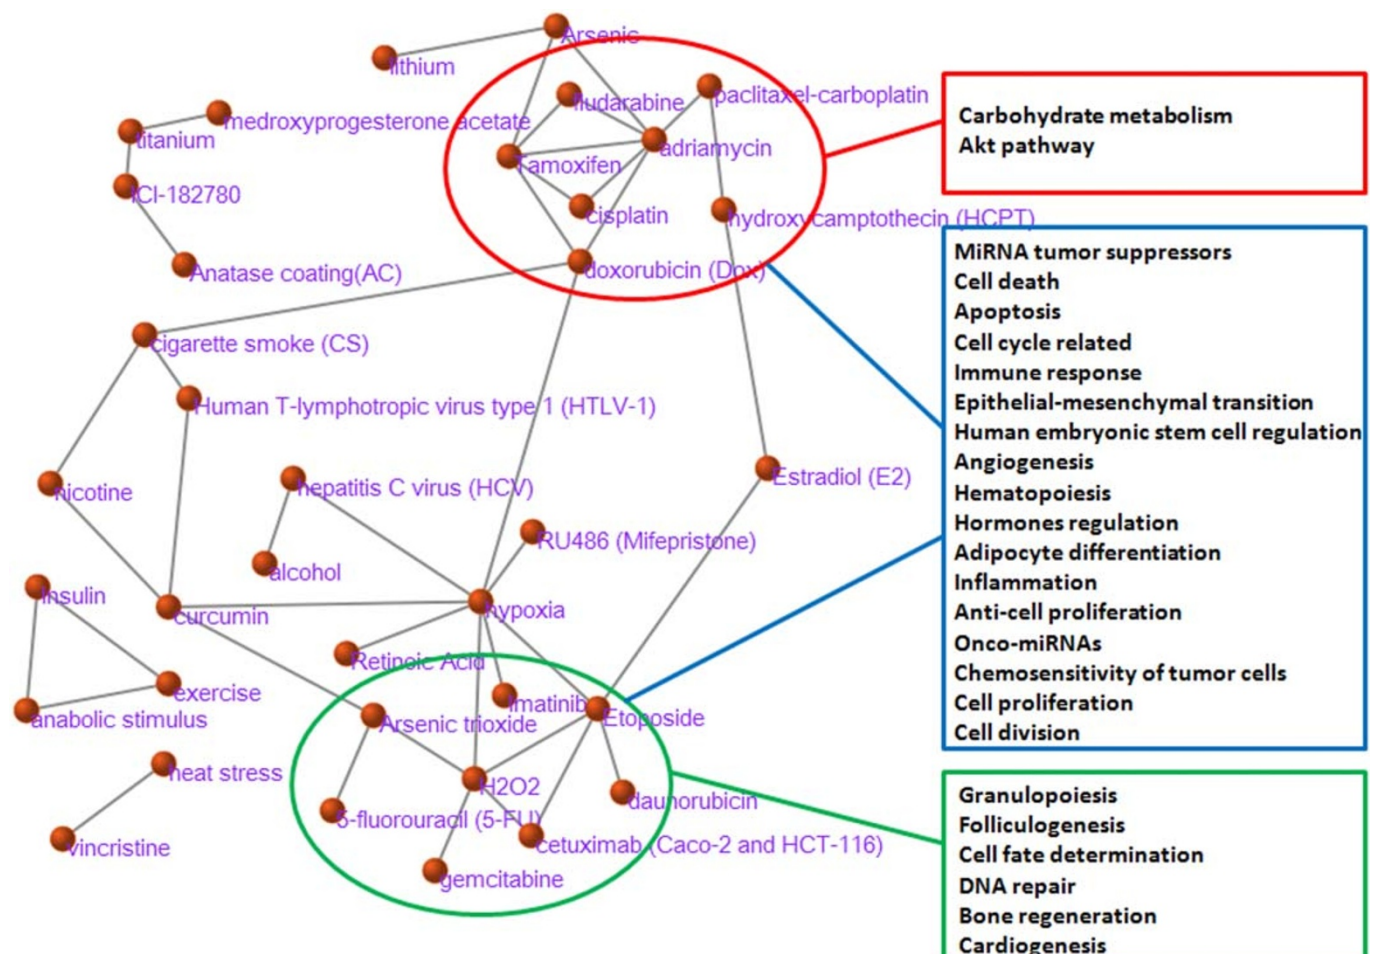 Arsenic
lithium
fludarabine
paclitaxel-carboplatin
medroxyprogesterone acetate
titanium
adriamycin
Tamoxifen
ICI-182780
cisplatin
hydroxycamptothecin (HCPT)
Anatase coating(AC)
doxorubicin (Dox)
cigarette smoke (CS)
Human T-lymphotropic virus type 1 (HTLV-1)
Estradiol (E2)
hepatitis C virus (HCV)
nicotine
RU486 (Mifepristone)
alcohol
insulin
hypoxia
curcumin
Retinoic Acid
exercise
Imatinib
anabolic stimulus
Arsenic trioxide
Etoposide
heat stress
H2O2
daunorubicin
5-fluorouracil (5-FU)
cetuximab (Caco-2 and HCT-116)
vincristine
gemcitabine
Carbohydrate metabolism
Akt pathway
MiRNA tumor suppressors
Cell death
Apoptosis
Cell cycle related
Immune response
Epithelial-mesenchymal transition
Human embryonic stem cell regulation
Angiogenesis
Hematopoiesis
Hormones regulation
Adipocyte differentiation
Inflammation
Anti-cell proliferation
Onco-miRNAs
Chemosensitivity of tumor cells
Cell proliferation
Cell division
Granulopoiesis
Folliculogenesis
Cell fate determination
DNA repair
Bone regeneration
Cardiogenesis